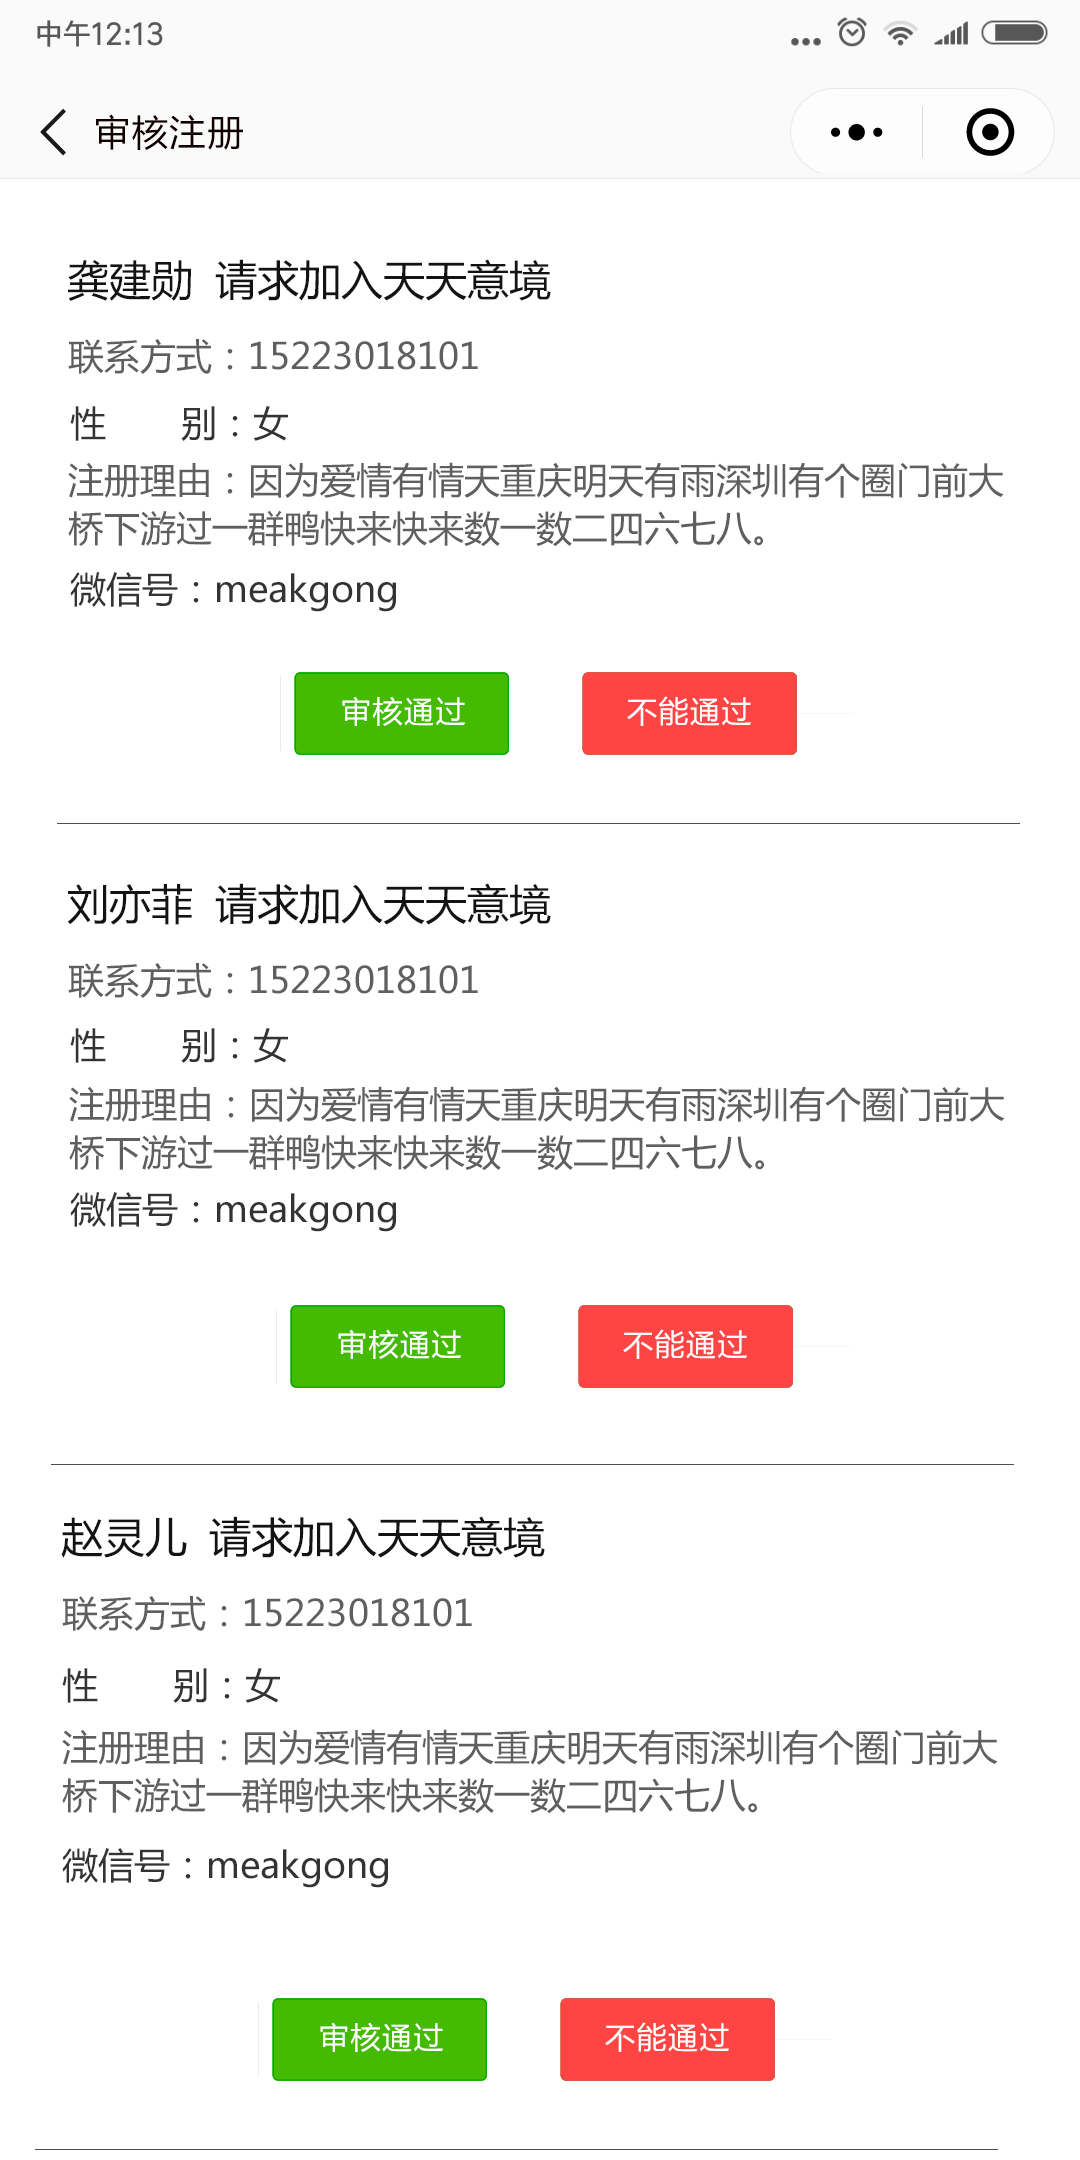 中午12:13
审核注册
龚建勋 请求加入天天意境
联系方式：15223018101
性 别：女
注册理由：因为爱情有情天重庆明天有雨深圳有个圈门前大
桥下游过一群鸭快来快来数一数二四六七八。
微信号：meakgong
审核通过 不能通过
刘亦菲 请求加入天天意境
联系方式：15223018101
性 别：女
注册理由：因为爱情有情天重庆明天有雨深圳有个圈门前大
桥下游过一群鸭快来快来数一数二四六七八。
微信号：meakgong
审核通过 不能通过
赵灵儿 请求加入天天意境
联系方式：15223018101
性 别：女
注册理由：因为爱情有情天重庆明天有雨深圳有个圈门前大
桥下游过一群鸭快来快来数一数二四六七八。
微信号：meakgong
审核通过 不能通过